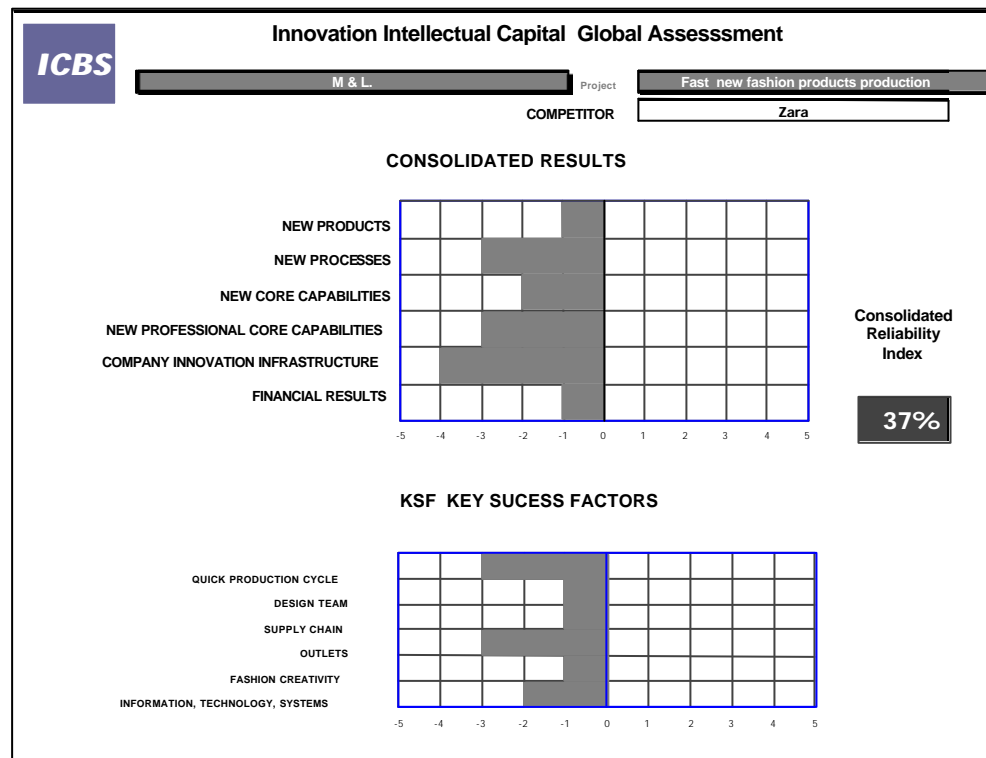 Innovation Intellectual Capital Global Assesssment
ICBS
M & L. Project Fast new fashion products production
COMPETITOR Zara
CONSOLIDATED RESULTS
NEW PRODUCTS
NEW PROCESSES
NEW CORE CAPABILITIES
NEW PROFESSIONAL CORE CAPABILITIES
COMPANY INNOVATION INFRASTRUCTURE
FINANCIAL RESULTS
-5 -4 -3 -2 -1 0 1 2 3 4 5
Consolidated
Reliability
Index
37%
KSF KEY SUCESS FACTORS
QUICK PRODUCTION CYCLE
DESIGN TEAM
SUPPLY CHAIN
OUTLETS
FASHION CREATIVITY
INFORMATION, TECHNOLOGY, SYSTEMS
-5 -4 -3 -2 -1 0 1 2 3 4 5